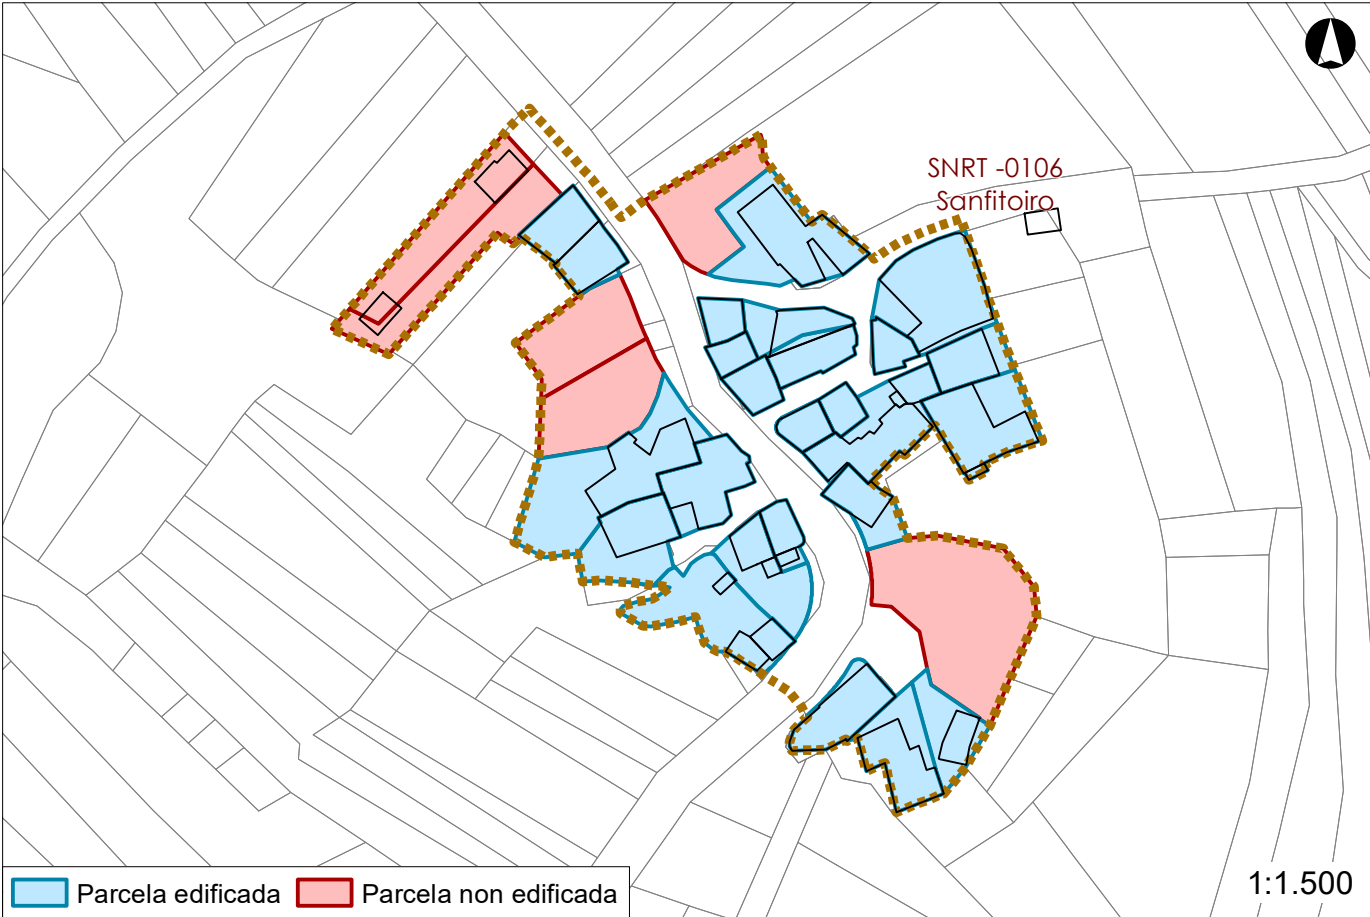 SNRT -0106
Sanfitoiro
Parcela edificada
Parcela non edificada
1:1.500